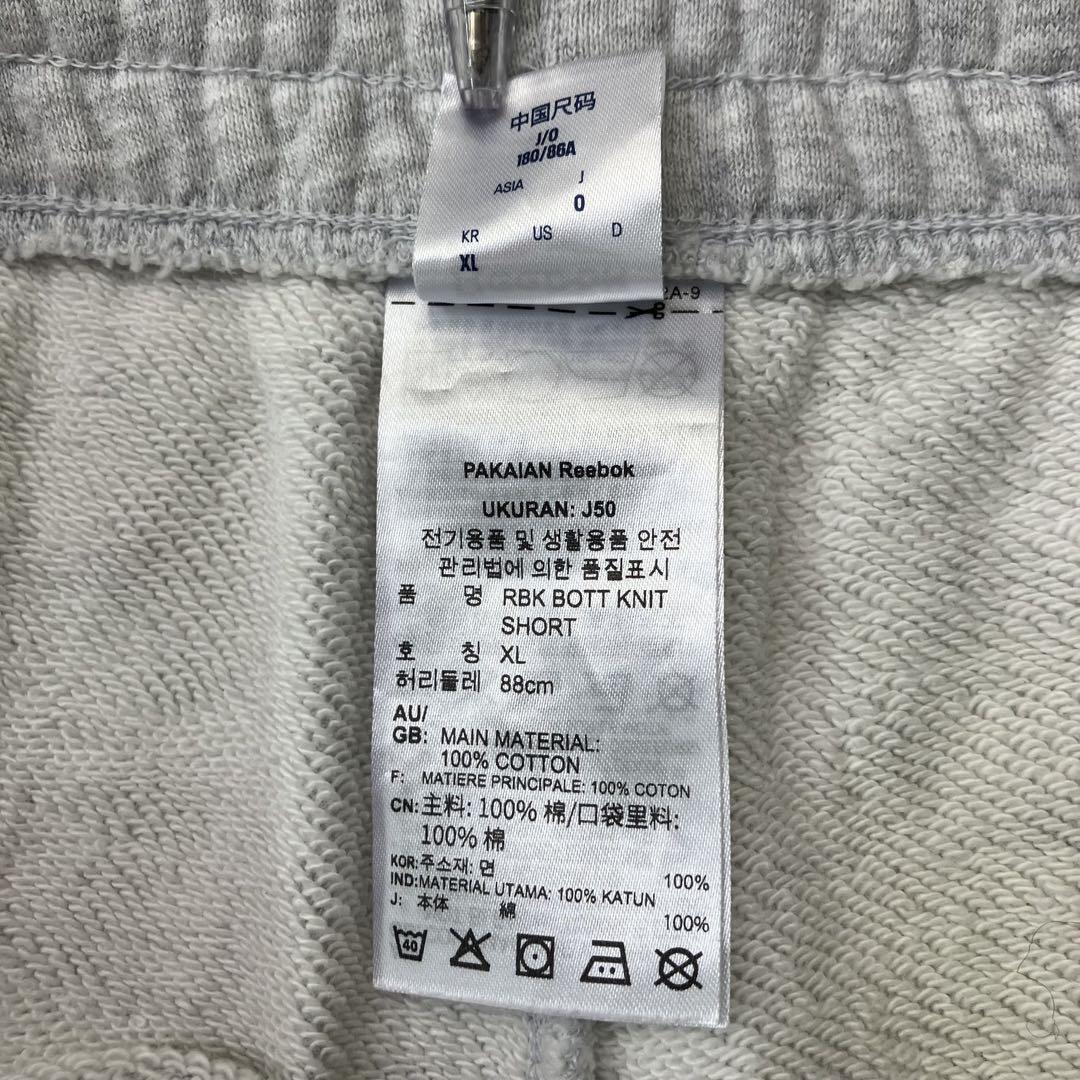 中国尺码
J/O
180/86A
ASIA J
O
KR US D
XL
2A-9
PAKAIAN Reebok
UKURAN: J50
전기용품 및 생활용품 안전
관리법에 의한 품질표시
품 명 RBK BOTT KNIT
SHORT
호 칭 XL
허리둘레 88cm
AU/
GB: MAIN MATERIAL:
100% COTTON
F: MATIERE PRINCIPALE: 100% COTON
CN: 主料: 100% 棉/口袋里料:
100% 棉
KOR: 주소재: 면 100%
IND: MATERIAL UTAMA: 100% KATUN
J: 本体 綿 100%
40